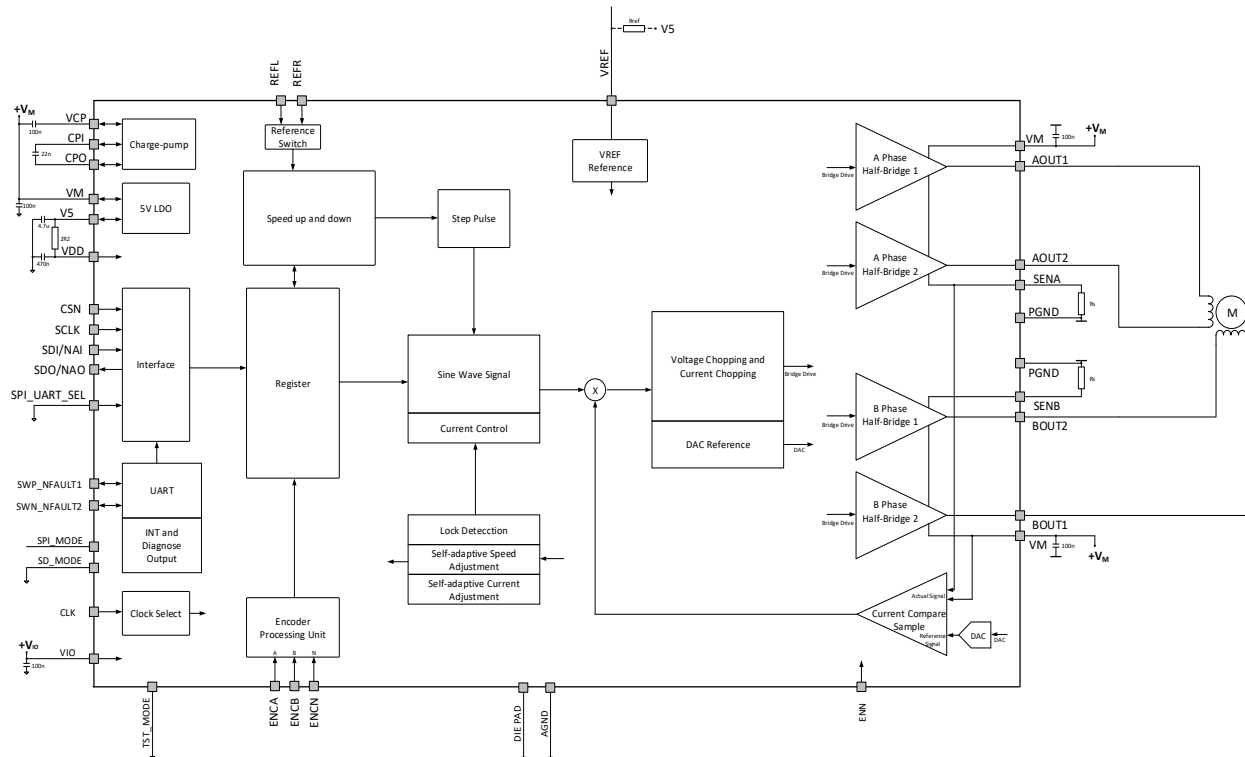 Rref
V5
VREF
REFL
REFR
+VM
VCP
100n
CPI
22n
CPO
Charge-pump
Reference
Switch
VREF
Reference
A Phase
Half-Bridge 1
Bridge Drive
VM
100n
+VM
AOUT1
VM
100n
V5
4.7u
2R2
VDD
470n
5V LDO
Speed up and down
Step Pulse
A Phase
Half-Bridge 2
Bridge Drive
AOUT2
SENA
Rs
PGND
M
CSN
SCLK
SDI/NAI
SDO/NAO
SPI_UART_SEL
Interface
Register
Sine Wave Signal
Current Control
X
Voltage Chopping and
Current Chopping
Bridge Drive
DAC Reference
DAC
PGND
Rs
SENB
BOUT2
B Phase
Half-Bridge 1
Bridge Drive
SWP_NFAULT1
SWN_NFAULT2
UART
INT and
Diagnose
Output
SPI_MODE
SD_MODE
Lock Detecction
Self-adaptive Speed
Adjustment
Self-adaptive Current
Adjustment
B Phase
Half-Bridge 2
Bridge Drive
BOUT1
VM
100n
+VM
CLK
Clock Select
Encoder
Processing Unit
A
B
N
Actual Signal
Current Compare
Sample
Reference
Signal
DAC
DAC
+VIO
VIO
100n
TST_MODE
ENCA
ENCB
ENCN
DIE PAD
AGND
ENN